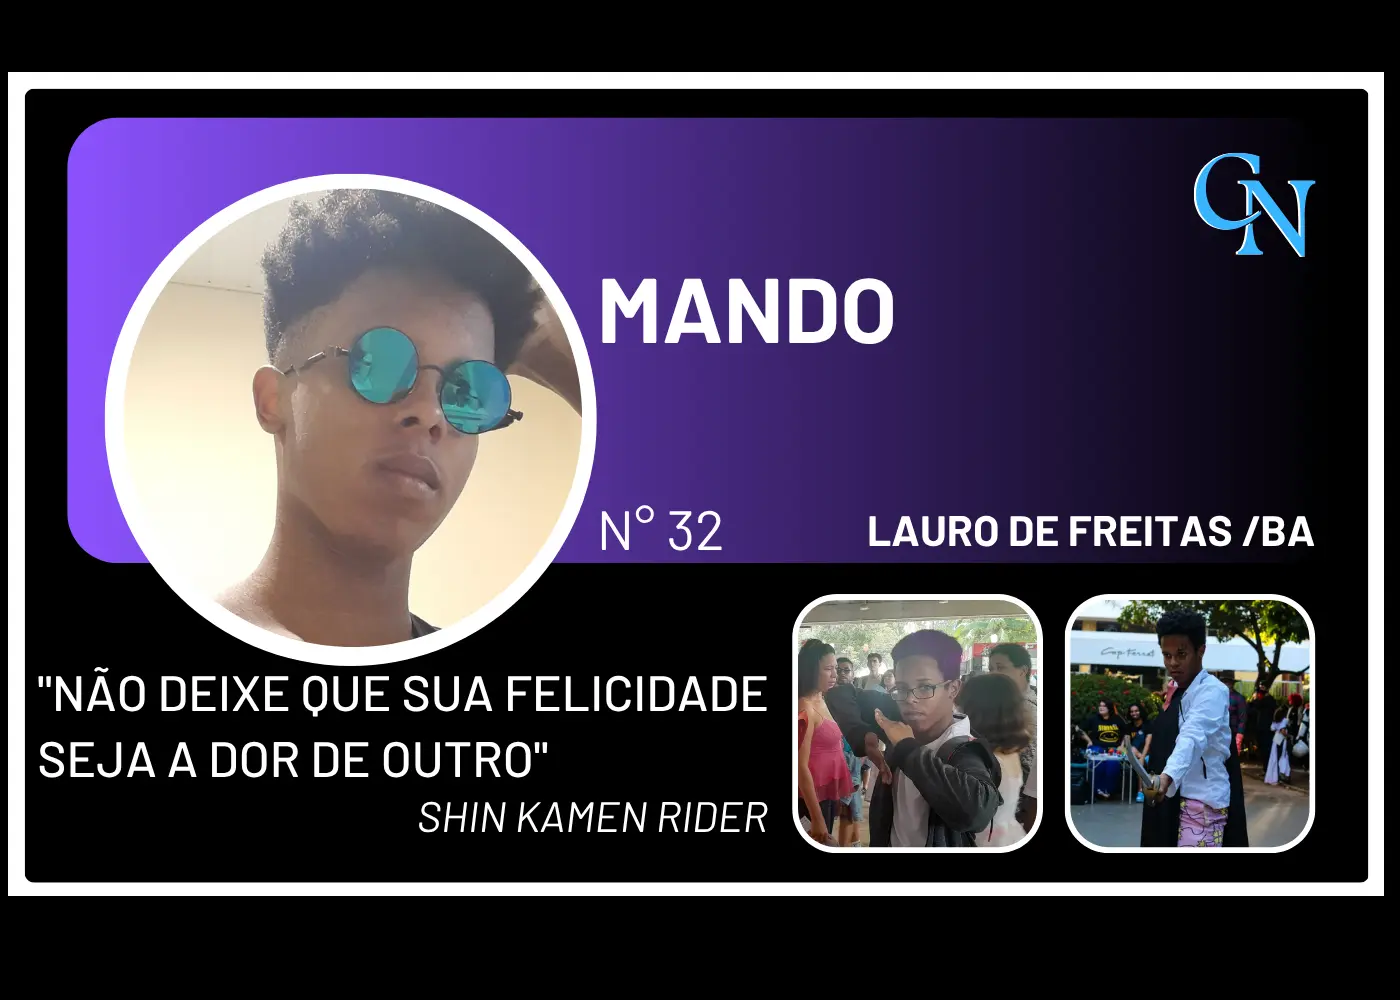 CN
MANDO
N° 32
LAURO DE FREITAS /BA
"NÃO DEIXE QUE SUA FELICIDADE
SEJA A DOR DE OUTRO"
SHIN KAMEN RIDER